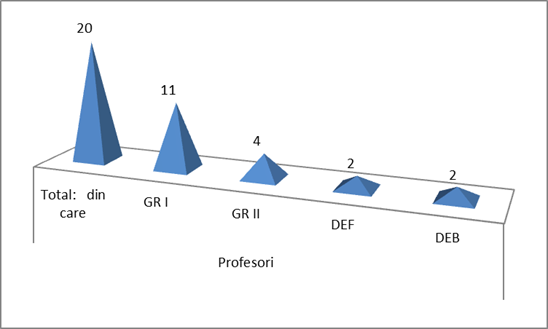 20
11
4
2
2
Total: din
care
GR I
GR II
DEF
DEB
Profesori